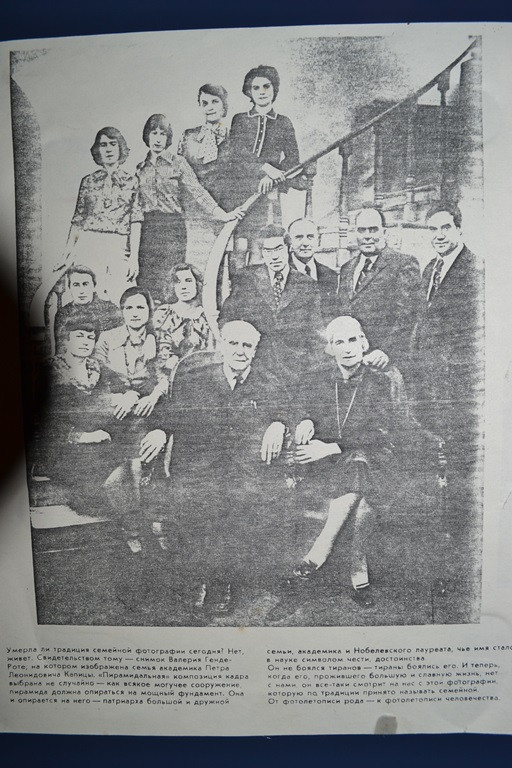 Умерла ли традиция семейной фотографии сегодня? Нет,
живет. Свидетельством тому — снимок Валерия Генде-
Роте, на котором изображена семья академика Петра
Леонидовича Капицы. «Пирамидальная» композиция кадра
выбрана не случайно — как всякое могучее сооружение,
пирамида должна опираться на мощный фундамент. Она
и опирается на него — патриарха большой и дружной
семьи, академика и Нобелевского лауреата, чье имя стало
в науке символом чести, достоинства.
Он не боялся тиранов — тираны боялись его. И теперь,
когда его, прожившего большую и славную жизнь, нет
с нами, он все-таки смотрит на нас с этой фотографии,
которую по традиции принято называть семейной.
От фотолетописи рода — к фотолетописи человечества.